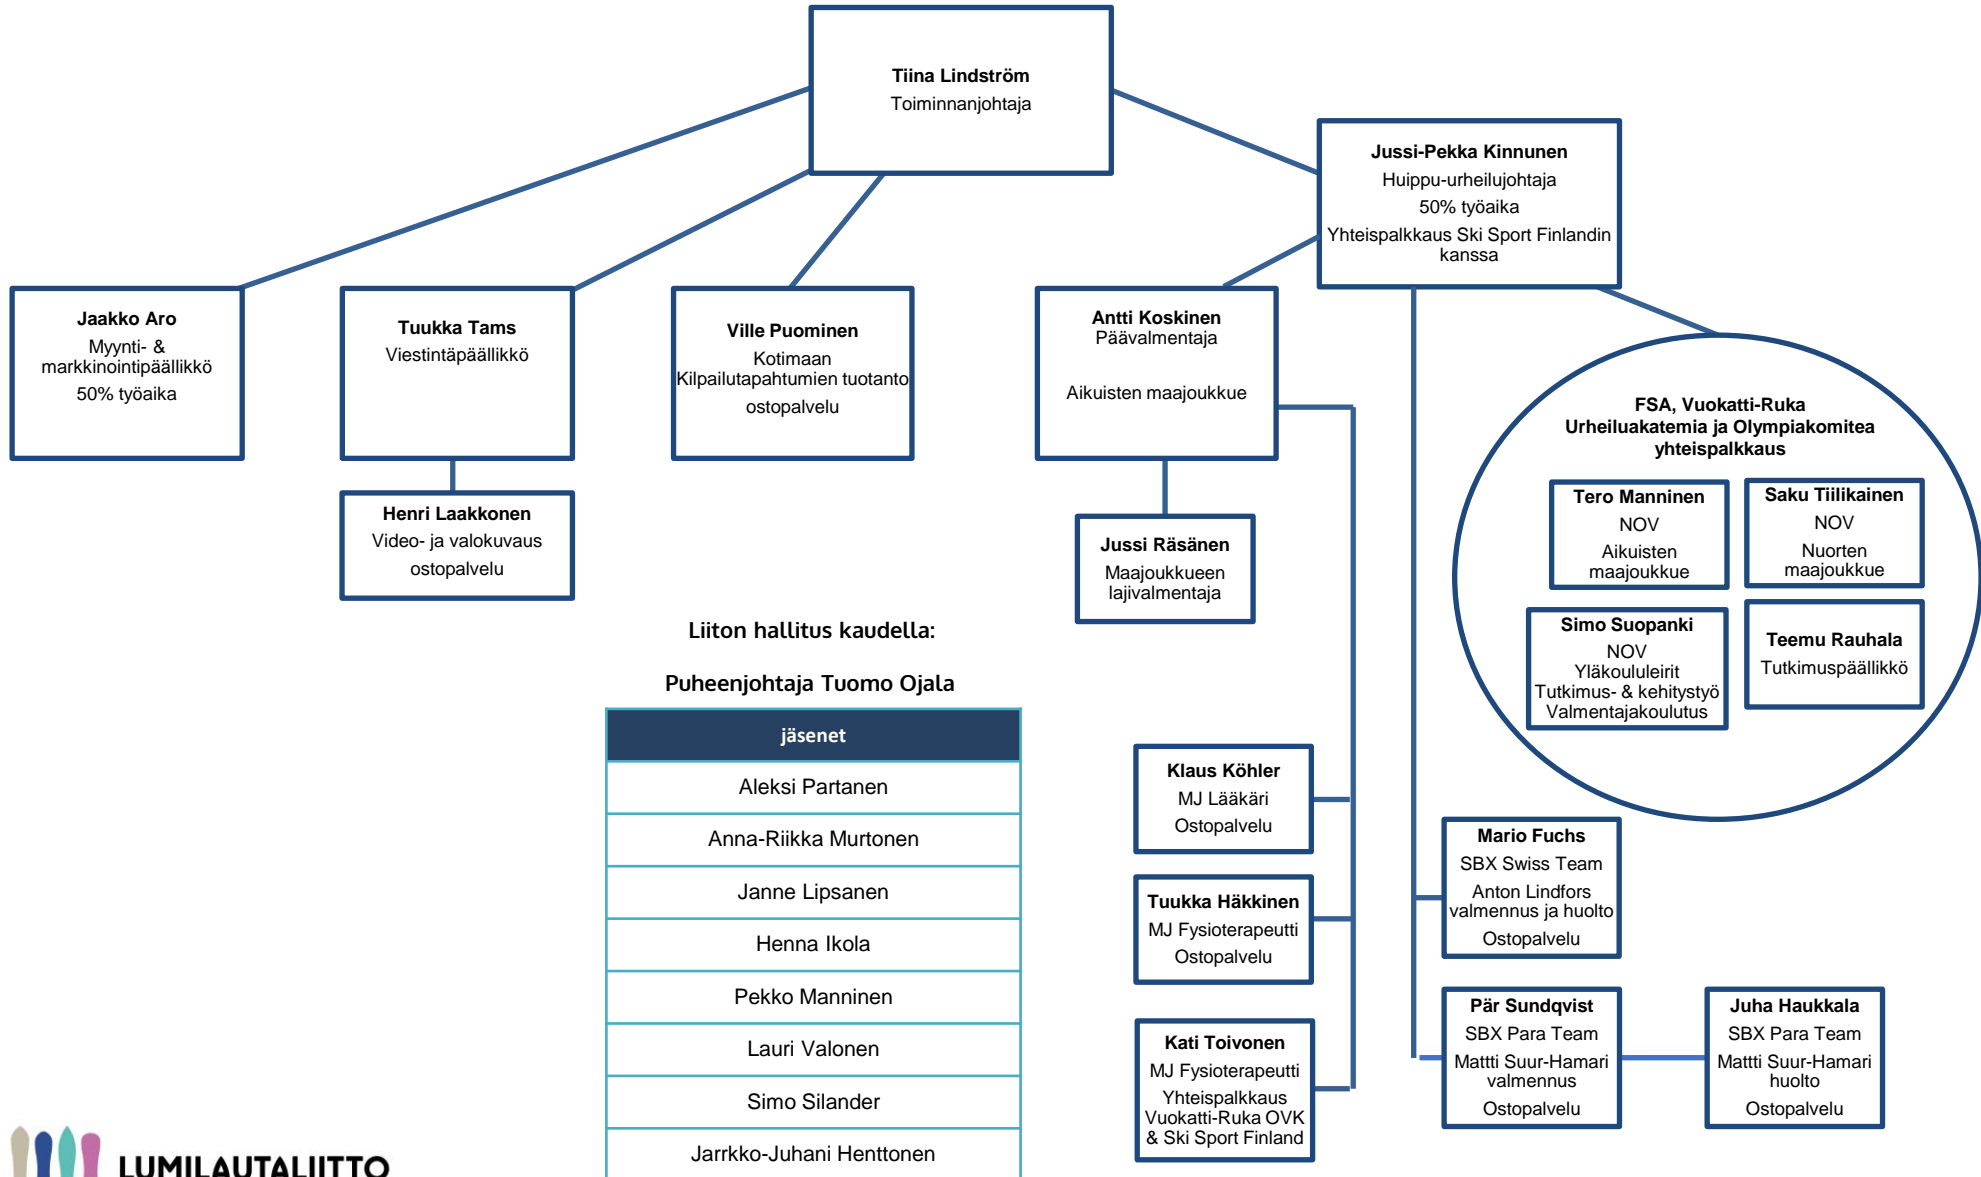 Tiina Lindström
Toiminnanjohtaja
Jussi-Pekka Kinnunen
Huippu-urheilujohtaja
50% työaika
Yhteispalkkaus Ski Sport Finlandin
kanssa
Jaakko Aro
Myynti- &
markkinointipäällikkö
50% työaika
Tuukka Tams
Viestintäpäällikkö
Ville Puominen
Kotimaan
Kilpailutapahtumien tuotanto
ostopalvelu
Antti Koskinen
Päävalmentaja
Aikuisten maajoukkue
Henri Laakkonen
Video- ja valokuvaus
ostopalvelu
Jussi Räsänen
Maajoukkueen
lajivalmentaja
FSA, Vuokatti-Ruka
Urheiluakatemia ja Olympiakomitea
yhteispalkkaus
Tero Manninen
NOV
Aikuisten
maajoukkue
Saku Tiilikainen
NOV
Nuorten
maajoukkue
Simo Suopanki
NOV
Yläkoululeirit
Tutkimus- & kehitystyö
Valmentajakoulutus
Teemu Rauhala
Tutkimuspäällikkö
Liiton hallitus kaudella:
Puheenjohtaja Tuomo Ojala
jäsenet
Aleksi Partanen
Anna-Riikka Murtonen
Janne Lipsanen
Henna Ikola
Pekko Manninen
Lauri Valonen
Simo Silander
Jarrkko-Juhani Henttonen
Klaus Köhler
MJ Lääkäri
Ostopalvelu
Tuukka Häkkinen
MJ Fysioterapeutti
Ostopalvelu
Kati Toivonen
MJ Fysioterapeutti
Yhteispalkkaus
Vuokatti-Ruka OVK
& Ski Sport Finland
Mario Fuchs
SBX Swiss Team
Anton Lindfors
valmennus ja huolto
Ostopalvelu
Pär Sundqvist
SBX Para Team
Mattti Suur-Hamari
valmennus
Ostopalvelu
Juha Haukkala
SBX Para Team
Mattti Suur-Hamari
huolto
Ostopalvelu
LUMILAUTALIITTO